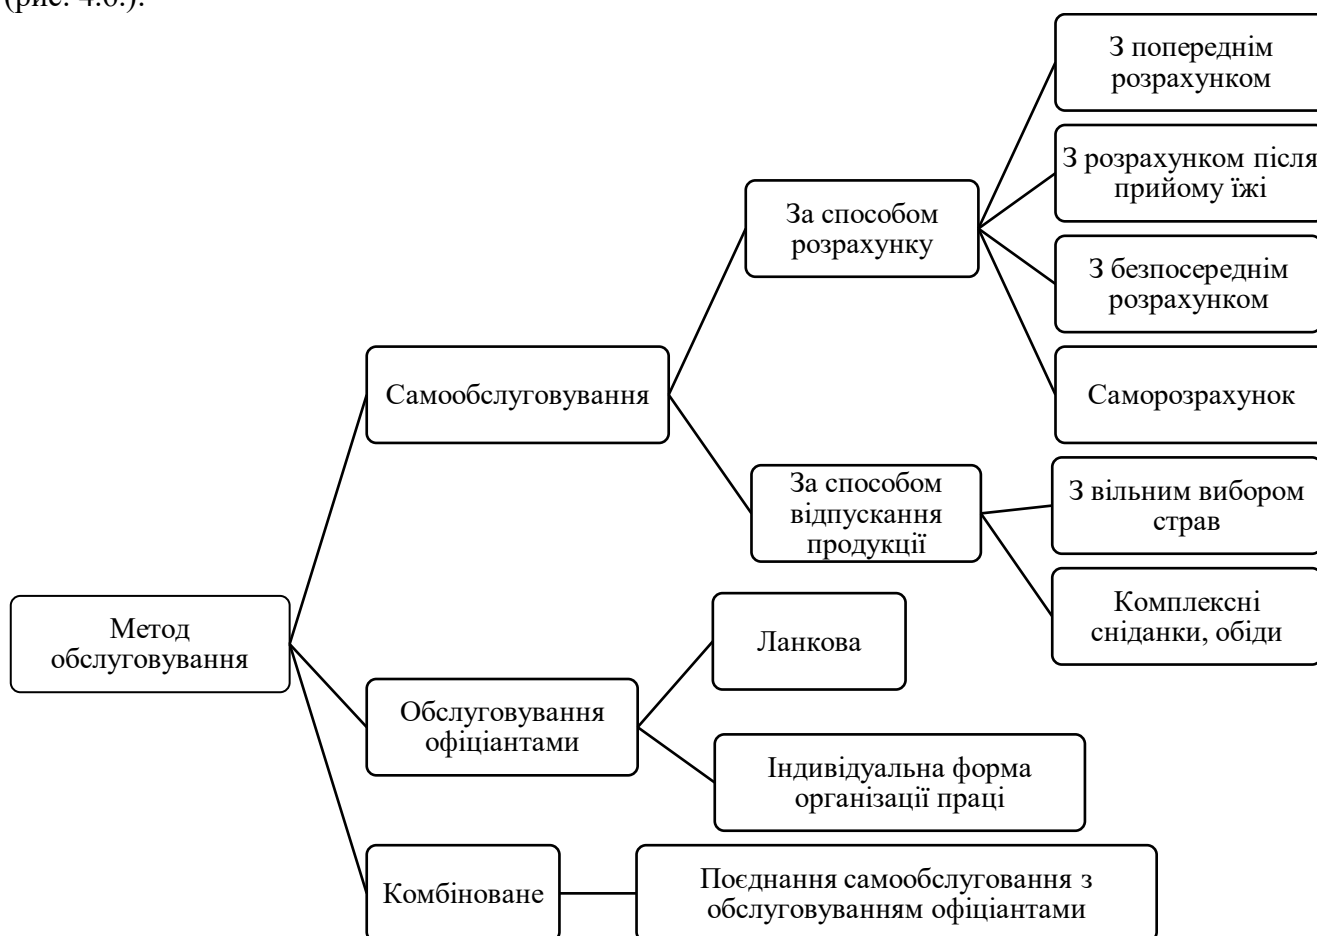 (рис. 4.6.).
З попереднім
розрахунком
З розрахунком після
прийому їжі
За способом
розрахунку
З безпосереднім
розрахунком
Самообслуговування
Саморозрахунок
За способом
відпускання
продукції
З вільним вибором
страв
Комплексні
сніданки, обіди
Метод
обслуговування
Ланкова
Обслуговування
офіціантами
Індивідуальна форма
організації праці
Комбіноване
Поєднання самообслуговання з
обслуговуванням офіціантами